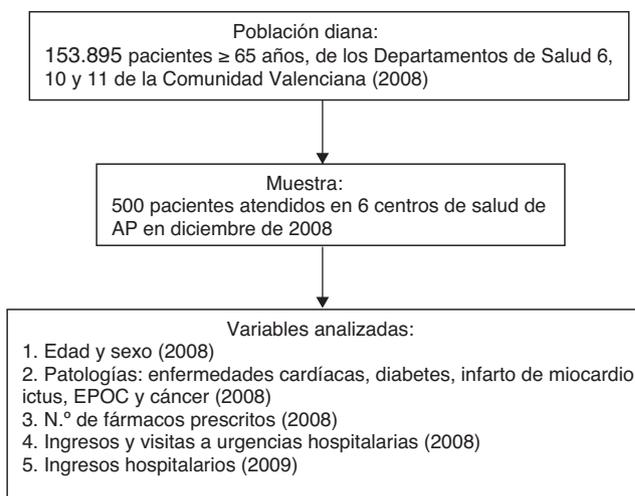 Población diana:
153.895 pacientes ≥ 65 años, de los Departamentos de Salud 6,
10 y 11 de la Comunidad Valenciana (2008)
Muestra:
500 pacientes atendidos en 6 centros de salud de
AP en diciembre de 2008
Variables analizadas:
1. Edad y sexo (2008)
2. Patologías: enfermedades cardíacas, diabetes, infarto de miocardio
ictus, EPOC y cáncer (2008)
3. N.º de fármacos prescritos (2008)
4. Ingresos y visitas a urgencias hospitalarias (2008)
5. Ingresos hospitalarios (2009)